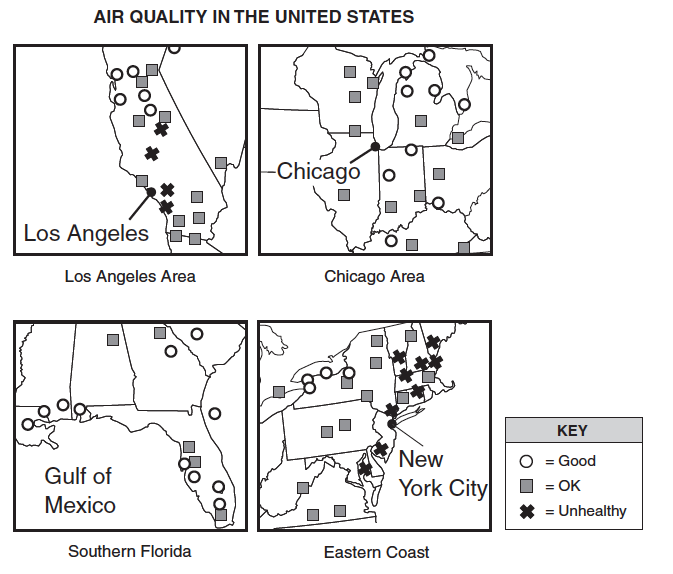 AIR QUALITY IN THE UNITED STATES
Los Angeles
Los Angeles Area
Chicago
Chicago Area
Gulf of
Mexico
Southern Florida
New
York City
Eastern Coast
KEY
= Good
= OK
= Unhealthy